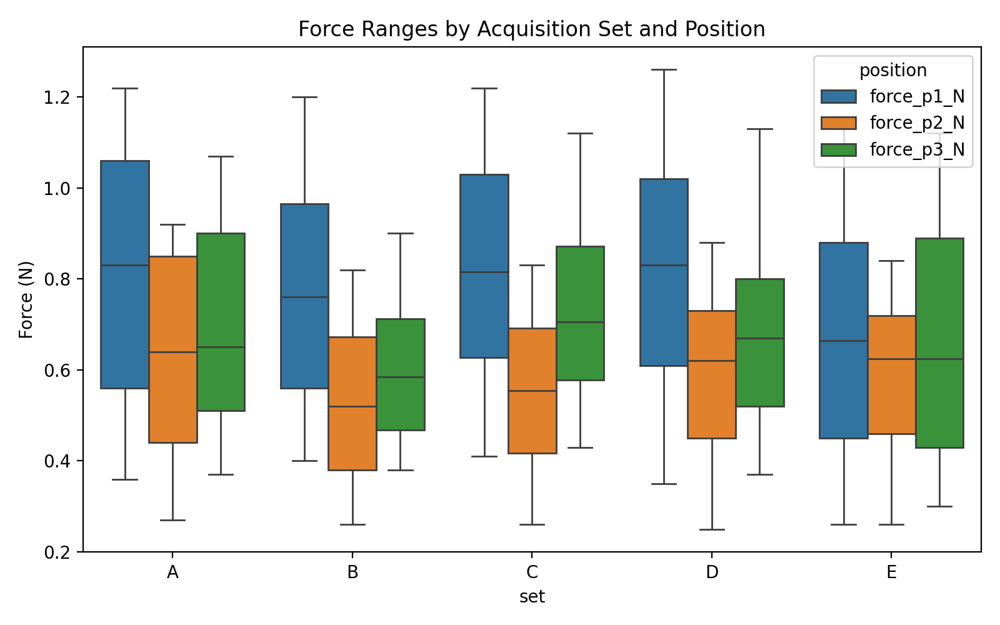 Force Ranges by Acquisition Set and Position
position
force_p1_N
force_p2_N
force_p3_N
Force (N)
1.2
1.0
0.8
0.6
0.4
0.2
A B C D E
set